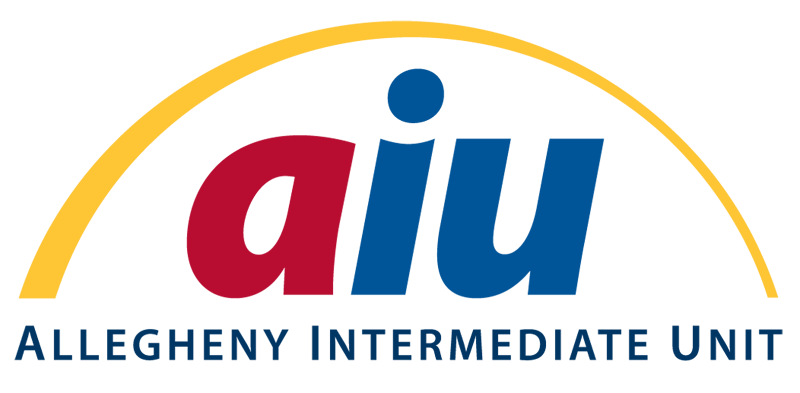 aiu
ALLEGHENY INTERMEDIATE UNIT